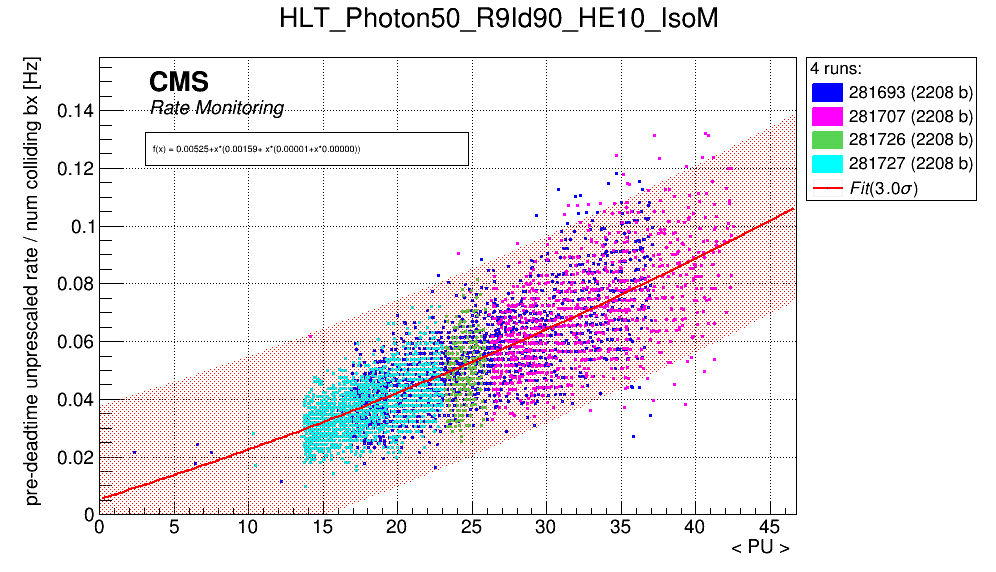 HLT_Photon50_R9Id90_HE10_IsoM
pre-deadtime unprescaled rate / num colliding bx [Hz]
CMS
Rate Monitoring
f(x) = 0.00525+x*(0.00159+ x*(0.00001+x*0.00000))
4 runs:
281693 (2208 b)
281707 (2208 b)
281726 (2208 b)
281727 (2208 b)
Fit(3.0σ)
0.14
0.12
0.1
0.08
0.06
0.04
0.02
0
0 5 10 15 20 25 30 35 40 45
< PU >